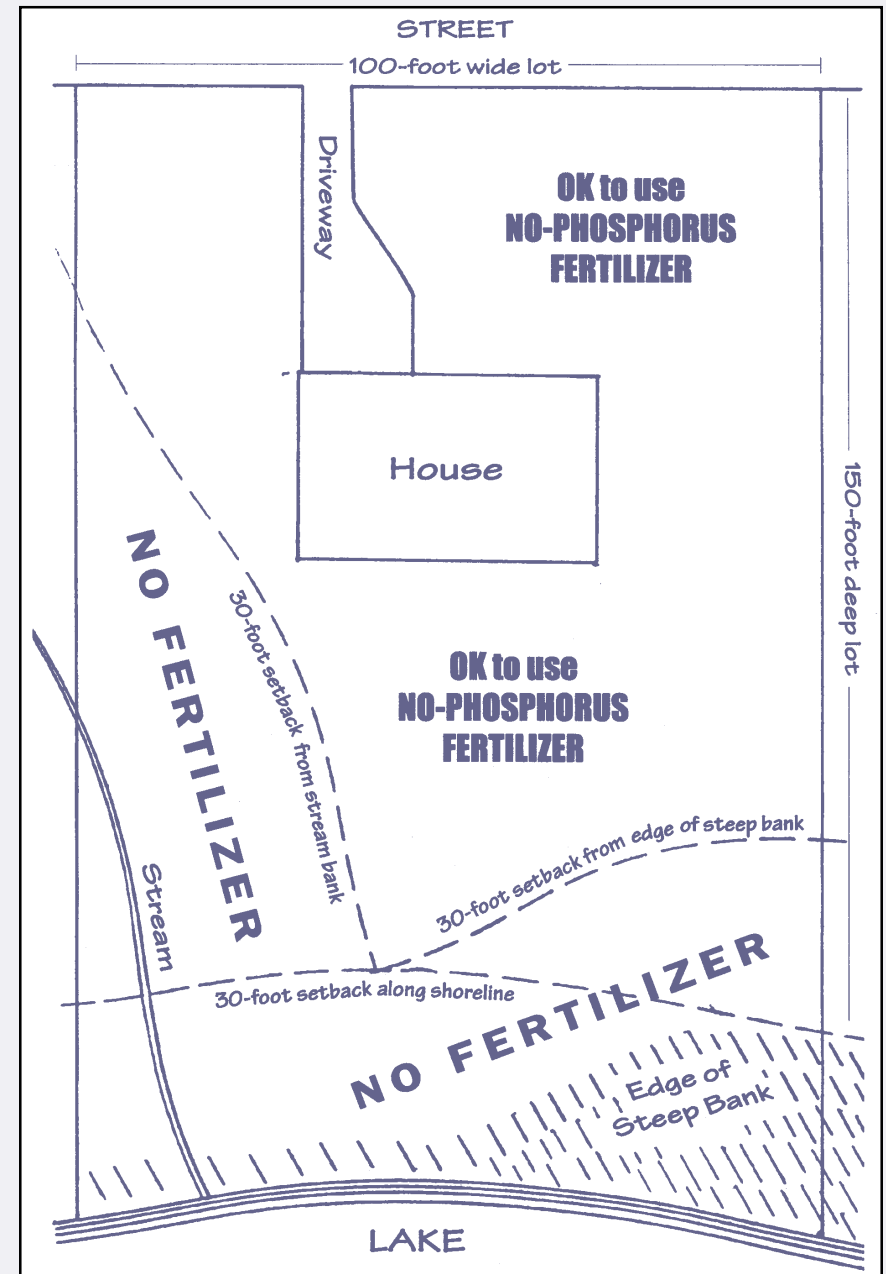 STREET
100-foot wide lot
Driveway
OK to use
NO-PHOSPHORUS
FERTILIZER
House
150-foot deep lot
NO FERTILIZER
30-foot setback from stream bank
OK to use
NO-PHOSPHORUS
FERTILIZER
30-foot setback from edge of steep bank
Stream
30-foot setback along shoreline
NO FERTILIZER
Edge of
Steep Bank
LAKE